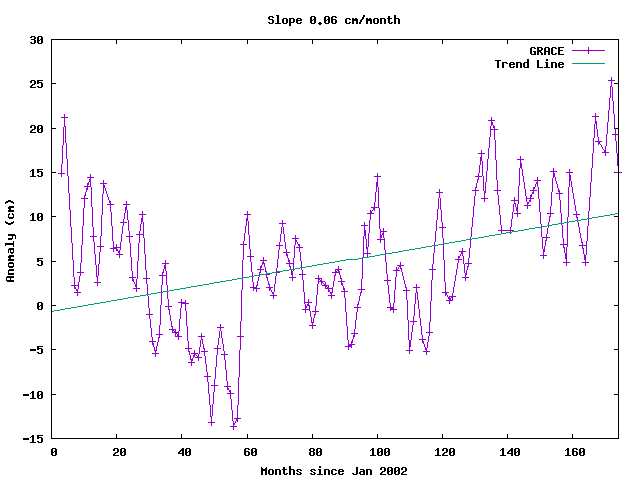 Slope 0.06 cm/month
GRACE
Trend Line
Anomaly (cm)
30
25
20
15
10
5
0
-5
-10
-15
0 20 40 60 80 100 120 140 160
Months since Jan 2002